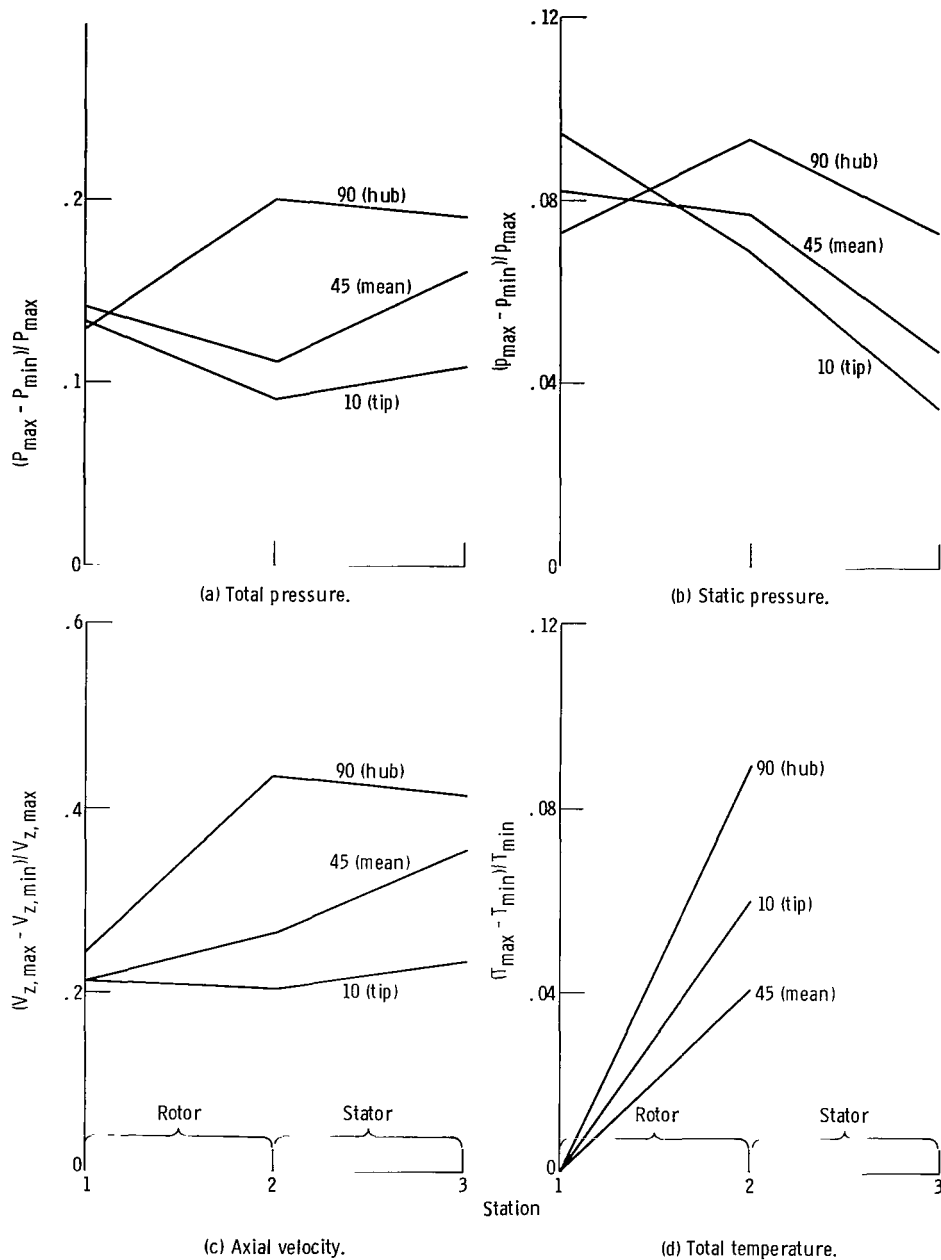 .2
.1
0
(P_max - P_min)/P_max
90 (hub)
45 (mean)
10 (tip)
(a) Total pressure.
.12
.08
.04
0
(p_max - p_min)/p_max
90 (hub)
45 (mean)
10 (tip)
(b) Static pressure.
.6
.4
.2
0
(V_z, max - V_z, min)/V_z, max
90 (hub)
45 (mean)
10 (tip)
Rotor
Stator
1 2 3
(c) Axial velocity.
.12
.08
.04
0
(T_max - T_min)/T_min
90 (hub)
10 (tip)
45 (mean)
Rotor
Stator
1 2 3
Station
(d) Total temperature.